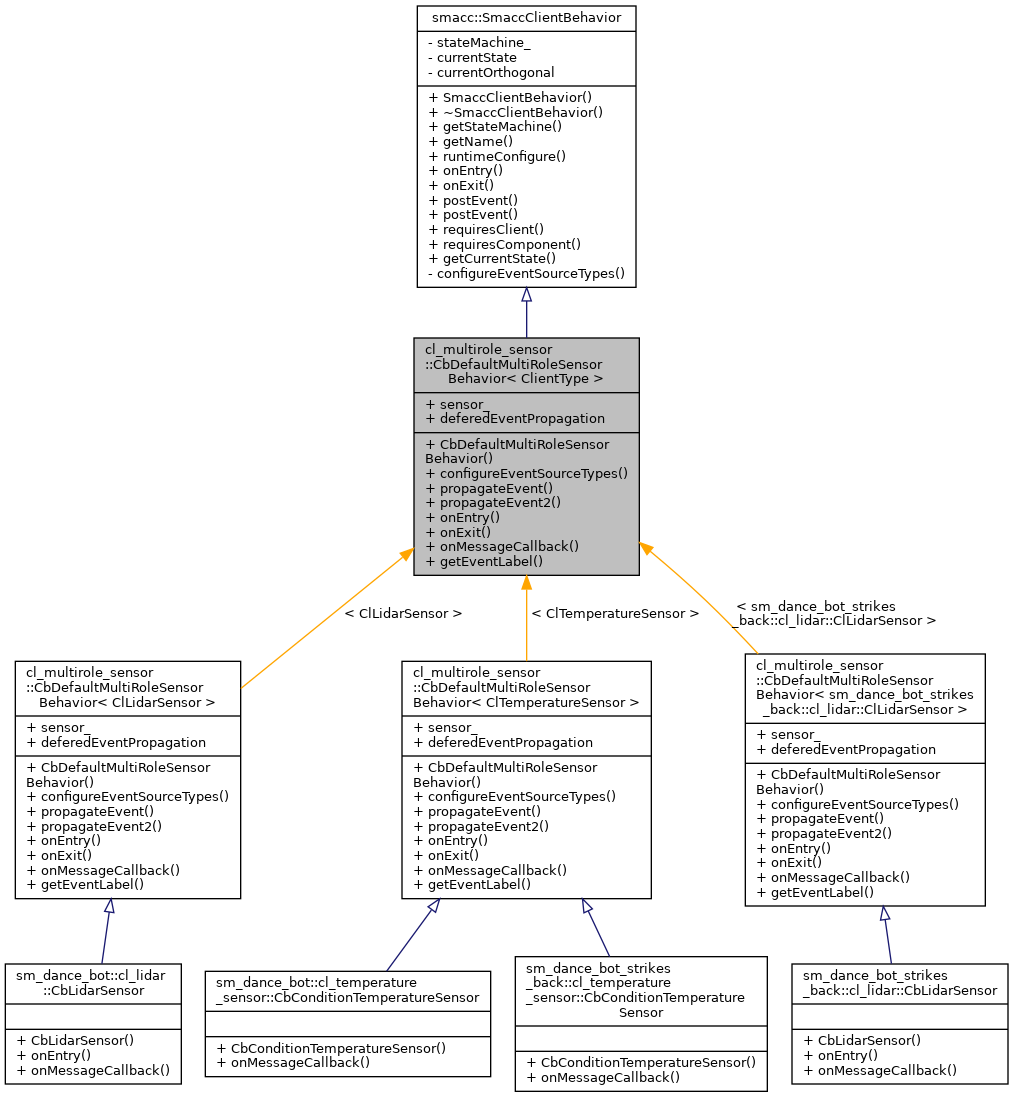 smacc::SmaccClientBehavior
- stateMachine_
- currentState
- currentOrthogonal
+ SmaccClientBehavior()
+ ~SmaccClientBehavior()
+ getStateMachine()
+ getName()
+ runtimeConfigure()
+ onEntry()
+ onExit()
+ postEvent()
+ postEvent()
+ requiresClient()
+ requiresComponent()
+ getCurrentState()
- configureEventSourceTypes()
cl_multirole_sensor
::CbDefaultMultiRoleSensor
Behavior< ClientType >
+ sensor_
+ deferedEventPropagation
+ CbDefaultMultiRoleSensor
Behavior()
+ configureEventSourceTypes()
+ propagateEvent()
+ propagateEvent2()
+ onEntry()
+ onExit()
+ onMessageCallback()
+ getEventLabel()
< ClLidarSensor >
< ClTemperatureSensor >
< sm_dance_bot_strikes
_back::cl_lidar::ClLidarSensor >
cl_multirole_sensor
::CbDefaultMultiRoleSensor
Behavior< ClLidarSensor >
+ sensor_
+ deferedEventPropagation
+ CbDefaultMultiRoleSensor
Behavior()
+ configureEventSourceTypes()
+ propagateEvent()
+ propagateEvent2()
+ onEntry()
+ onExit()
+ onMessageCallback()
+ getEventLabel()
cl_multirole_sensor
::CbDefaultMultiRoleSensor
Behavior< ClTemperatureSensor >
+ sensor_
+ deferedEventPropagation
+ CbDefaultMultiRoleSensor
Behavior()
+ configureEventSourceTypes()
+ propagateEvent()
+ propagateEvent2()
+ onEntry()
+ onExit()
+ onMessageCallback()
+ getEventLabel()
cl_multirole_sensor
::CbDefaultMultiRoleSensor
Behavior< sm_dance_bot_strikes
_back::cl_lidar::ClLidarSensor >
+ sensor_
+ deferedEventPropagation
+ CbDefaultMultiRoleSensor
Behavior()
+ configureEventSourceTypes()
+ propagateEvent()
+ propagateEvent2()
+ onEntry()
+ onExit()
+ onMessageCallback()
+ getEventLabel()
sm_dance_bot::cl_lidar
::CbLidarSensor
+ CbLidarSensor()
+ onEntry()
+ onMessageCallback()
sm_dance_bot::cl_temperature
_sensor::CbConditionTemperatureSensor
+ CbConditionTemperatureSensor()
+ onMessageCallback()
sm_dance_bot_strikes
_back::cl_temperature
_sensor::CbConditionTemperature
Sensor
+ CbConditionTemperatureSensor()
+ onMessageCallback()
sm_dance_bot_strikes
_back::cl_lidar::CbLidarSensor
+ CbLidarSensor()
+ onEntry()
+ onMessageCallback()